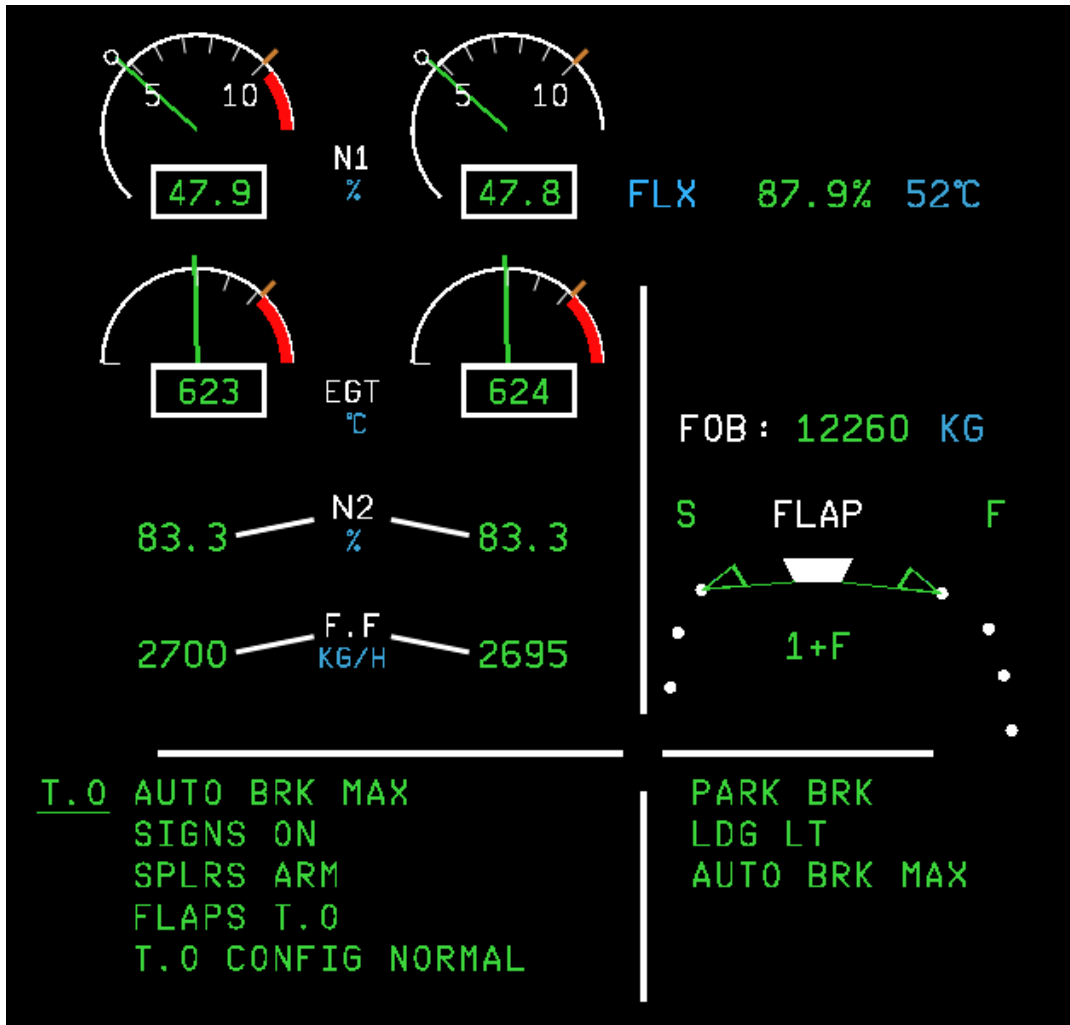 5 10 5 10
N1
47.9 % 47.8 FLX 87.9% 52°C
623 EGT 624
°C
FOB: 12260 KG
N2
83.3 % 83.3
S FLAP F
F.F
2700 KG/H 2695
1+F
T.O AUTO BRK MAX
SIGNS ON
SPLRS ARM
FLAPS T.O
T.O CONFIG NORMAL
PARK BRK
LDG LT
AUTO BRK MAX